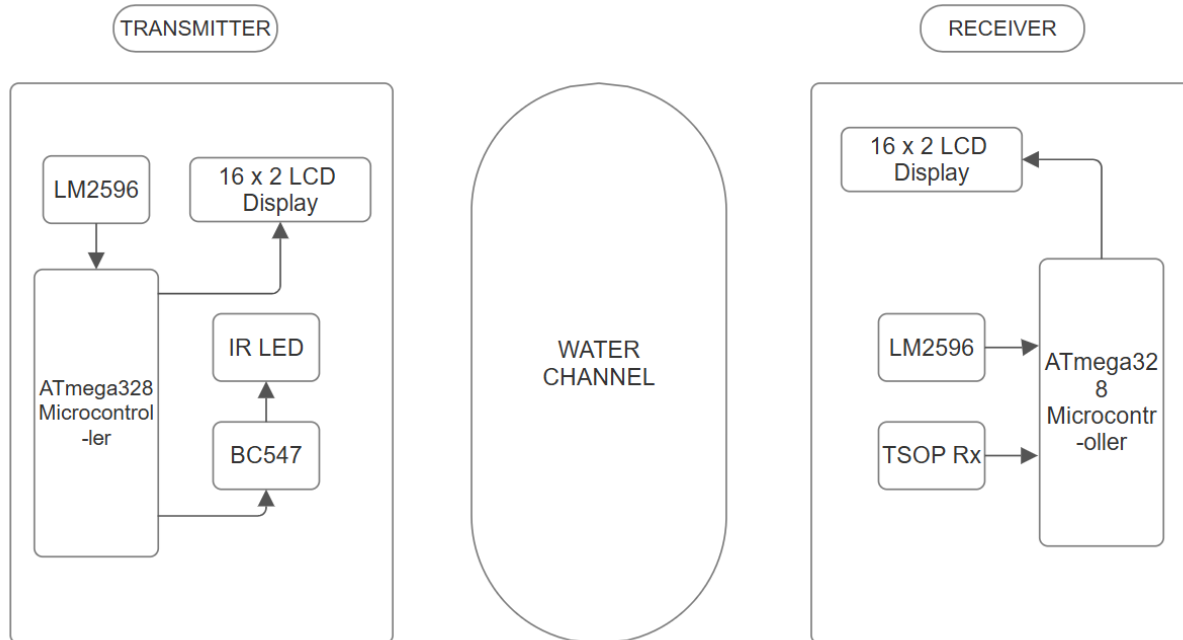 TRANSMITTER
RECEIVER
LM2596
16 x 2 LCD
Display
ATmega328
Microcontrol
-ler
IR LED
BC547
WATER
CHANNEL
16 x 2 LCD
Display
LM2596
TSOP Rx
ATmega32
8
Microcontr
-oller